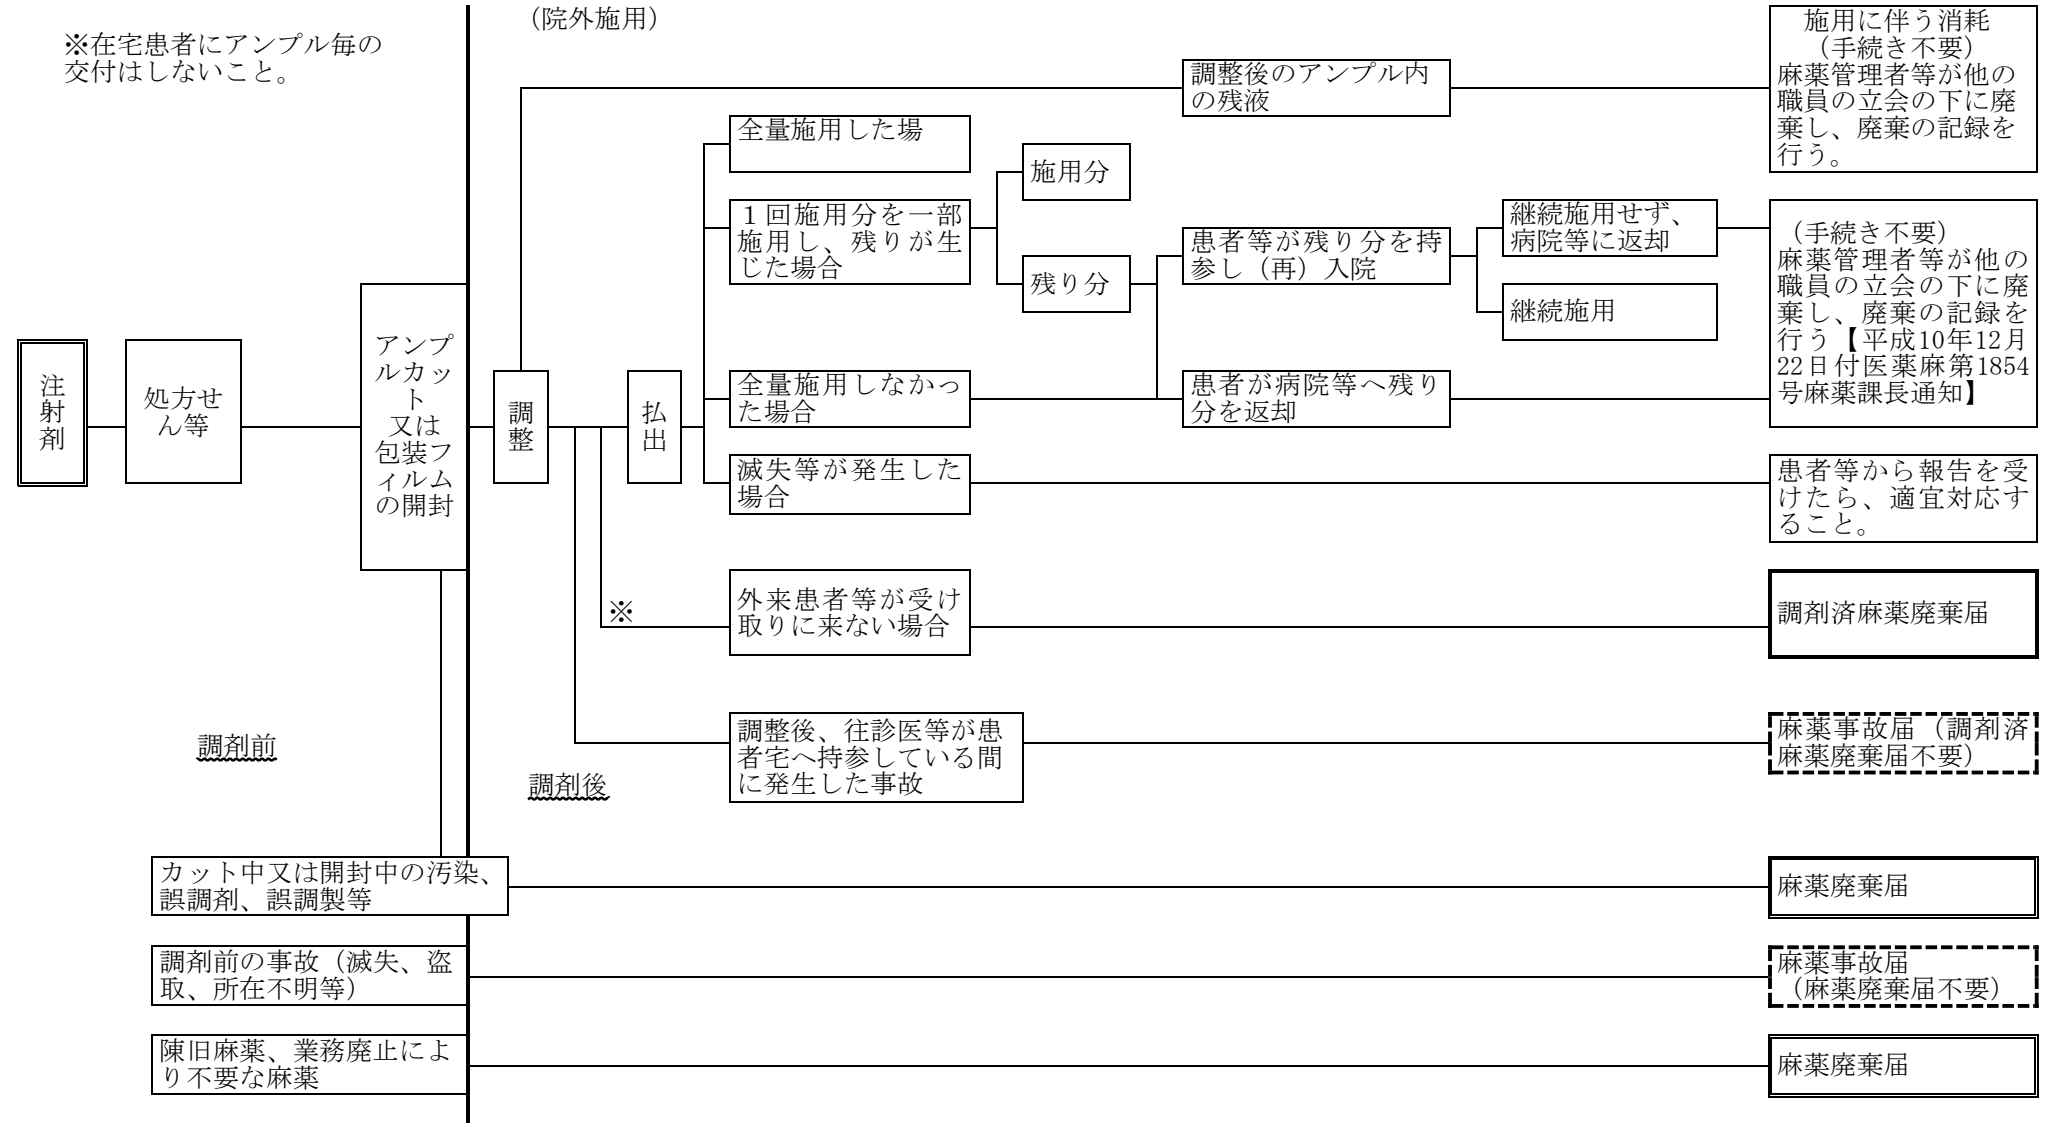 （院外施用）
※在宅患者にアンプル毎の
交付はしないこと。
注
射
剤
処方せ
ん等
アンプ
ルカッ
ト
又は
包装フ
ィルム
の開封
調
整
払
出
調整後のアンプル内
の残液
施用に伴う消耗
（手続き不要）
麻薬管理者等が他の
職員の立会の下に廃
棄し、廃棄の記録を
行う。
全量施用した場
１回施用分を一部
施用し、残りが生
じた場合
施用分
残り分
患者等が残り分を持
参し（再）入院
継続施用せず、
病院等に返却
継続施用
（手続き不要）
麻薬管理者等が他の
職員の立会の下に廃
棄し、廃棄の記録を
行う【平成10年12月
22日付医薬麻第1854
号麻薬課長通知】
全量施用しなかっ
た場合
患者が病院等へ残り
分を返却
滅失等が発生した
場合
患者等から報告を受
けたら、適宜対応す
ること。
※
外来患者等が受け
取りに来ない場合
調剤済麻薬廃棄届
調剤前
調剤後
調整後、往診医等が患
者宅へ持参している間
に発生した事故
麻薬事故届（調剤済
麻薬廃棄届不要）
カット中又は開封中の汚染、
誤調剤、誤調製等
麻薬廃棄届
調剤前の事故（滅失、盗
取、所在不明等）
麻薬事故届
（麻薬廃棄届不要）
陳旧麻薬、業務廃止によ
り不要な麻薬
麻薬廃棄届